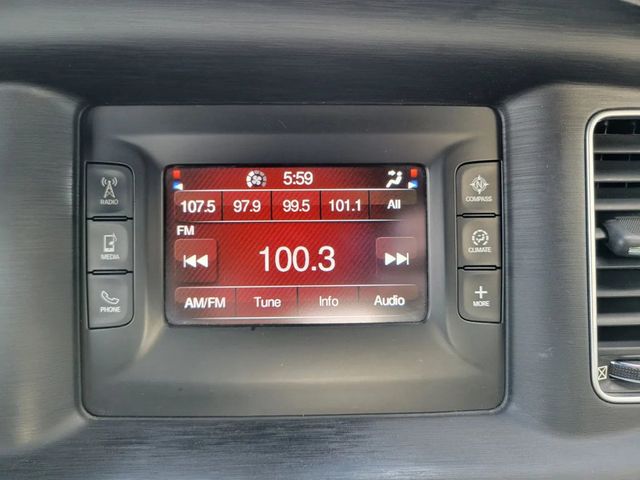 5:59
107.5 97.9 99.5 101.1 All
FM
100.3
AM/FM Tune Info Audio
RADIO
MEDIA
PHONE
N
COMPASS
CLIMATE
MORE